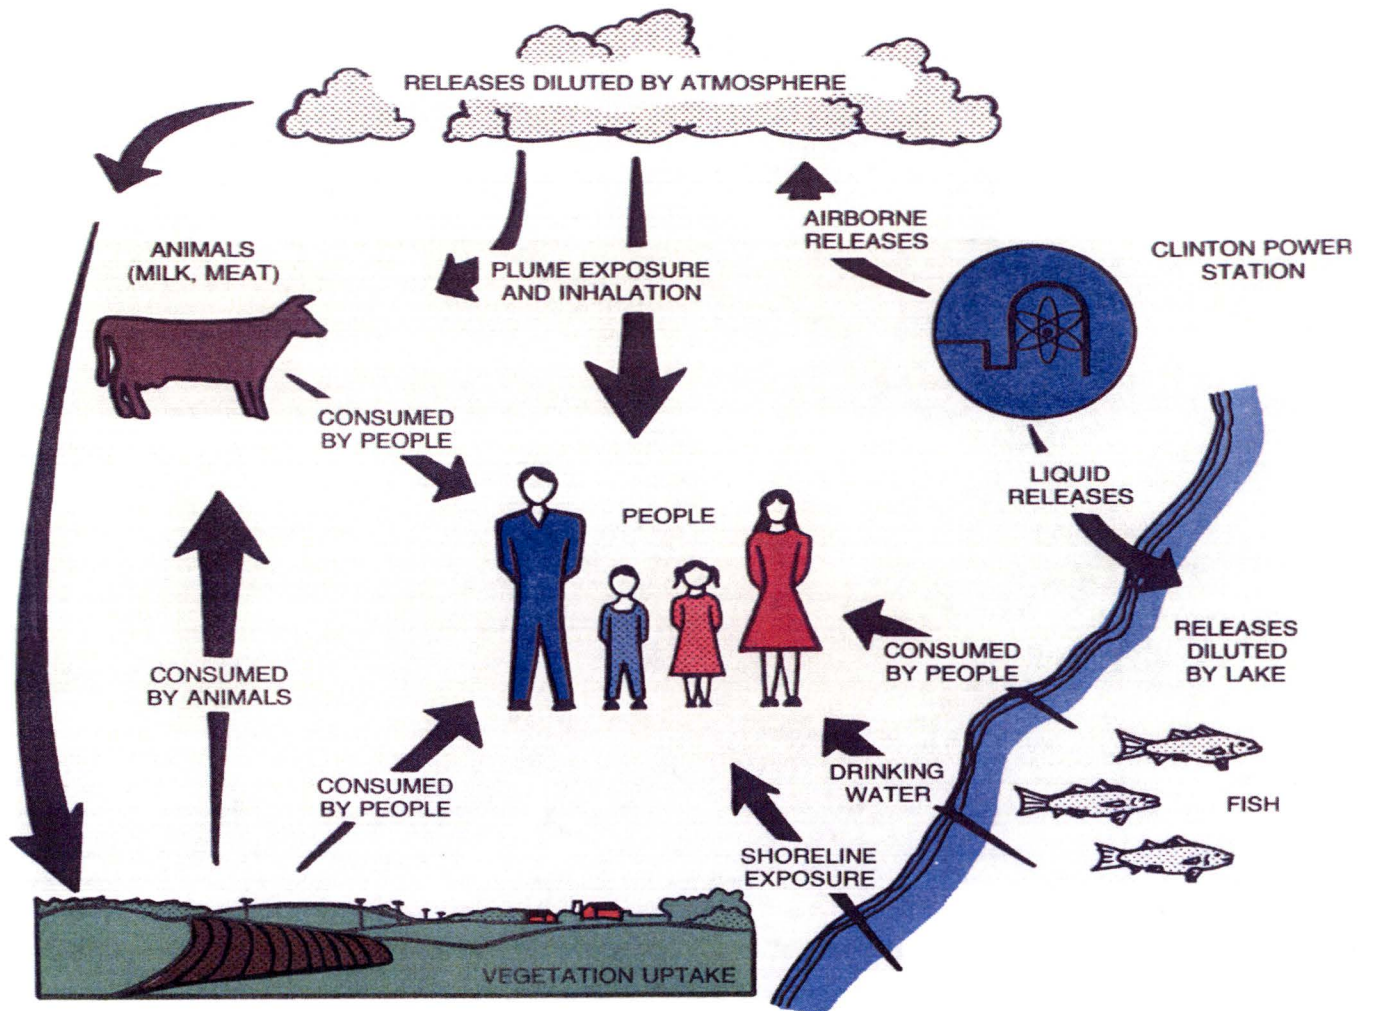 RELEASES DILUTED BY ATMOSPHERE
AIRBORNE
RELEASES
CLINTON POWER
STATION
ANIMALS
(MILK, MEAT)
PLUME EXPOSURE
AND INHALATION
CONSUMED
BY PEOPLE
LIQUID
RELEASES
PEOPLE
RELEASES
DILUTED
BY LAKE
CONSUMED
BY PEOPLE
CONSUMED
BY ANIMALS
DRINKING
WATER
CONSUMED
BY PEOPLE
FISH
SHORELINE
EXPOSURE
VEGETATION UPTAKE